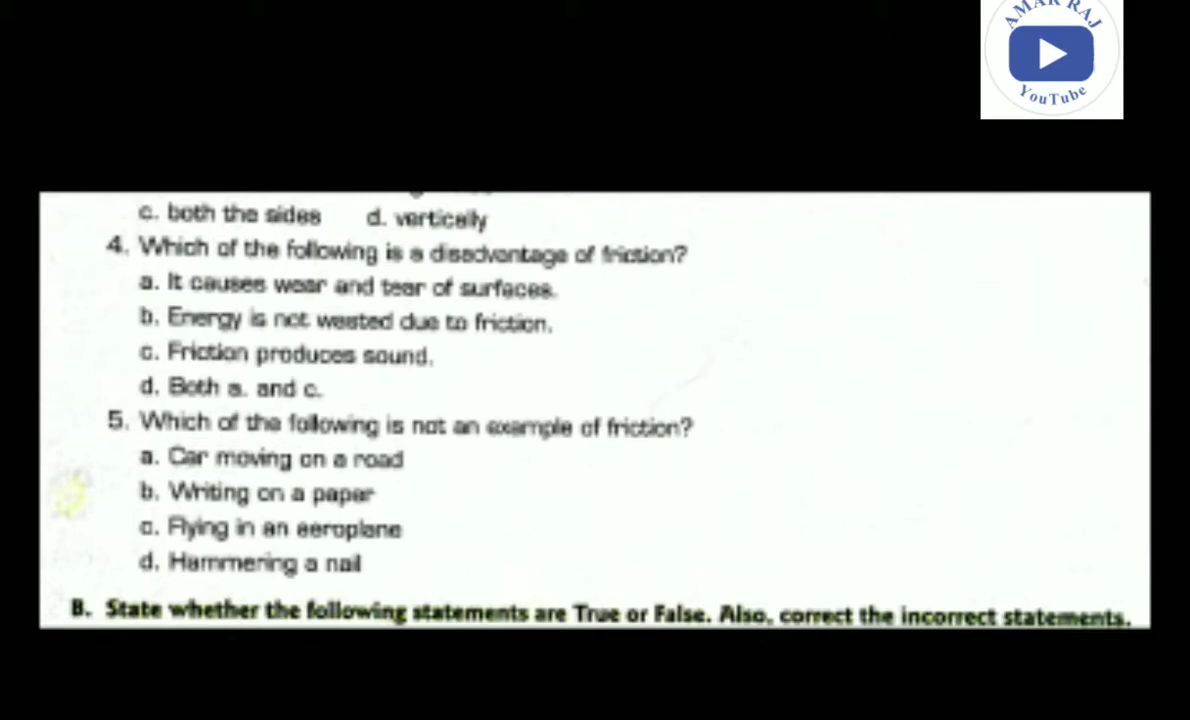 AMAR RAJ
YouTube
c. both the sides d. vertically
4. Which of the following is a disadvantage of friction?
a. It causes wear and tear of surfaces.
b. Energy is not wasted due to friction.
c. Friction produces sound.
d. Both a. and c.
5. Which of the following is not an example of friction?
a. Car moving on a road
b. Writing on a paper
c. Flying in an aeroplane
d. Hammering a nail
B. State whether the following statements are True or False. Also, correct the incorrect statements.